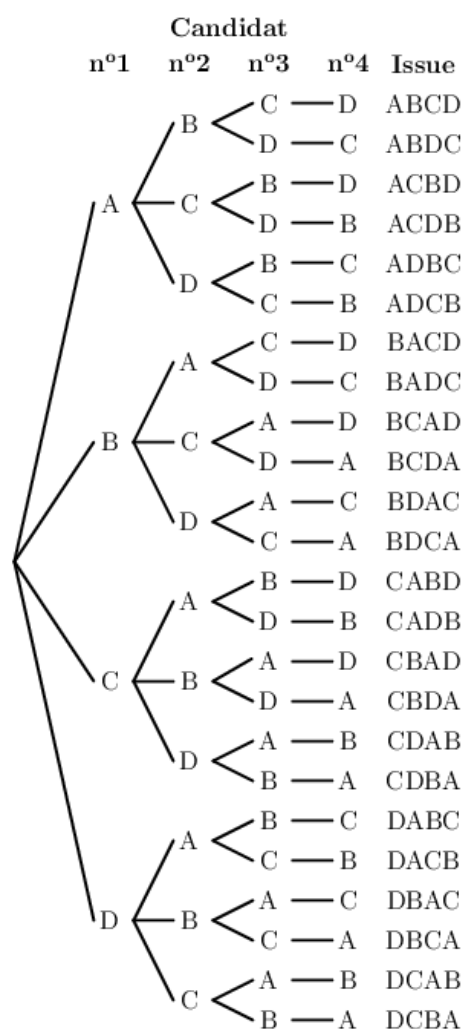 Candidat
nº1 nº2 nº3 nº4 Issue
C D ABCD
B
D C ABDC
B D ACBD
A C
D B ACDB
B C ADBC
D
C B ADCB
C D BACD
A
D C BADC
A D BCAD
B C
D A BCDA
A C BDAC
D
C A BDCA
B D CABD
A
D B CADB
A D CBAD
C B
D A CBDA
A B CDAB
D
B A CDBA
B C DABC
A
C B DACB
A C DBAC
D B
C A DBCA
A B DCAB
C
B A DCBA